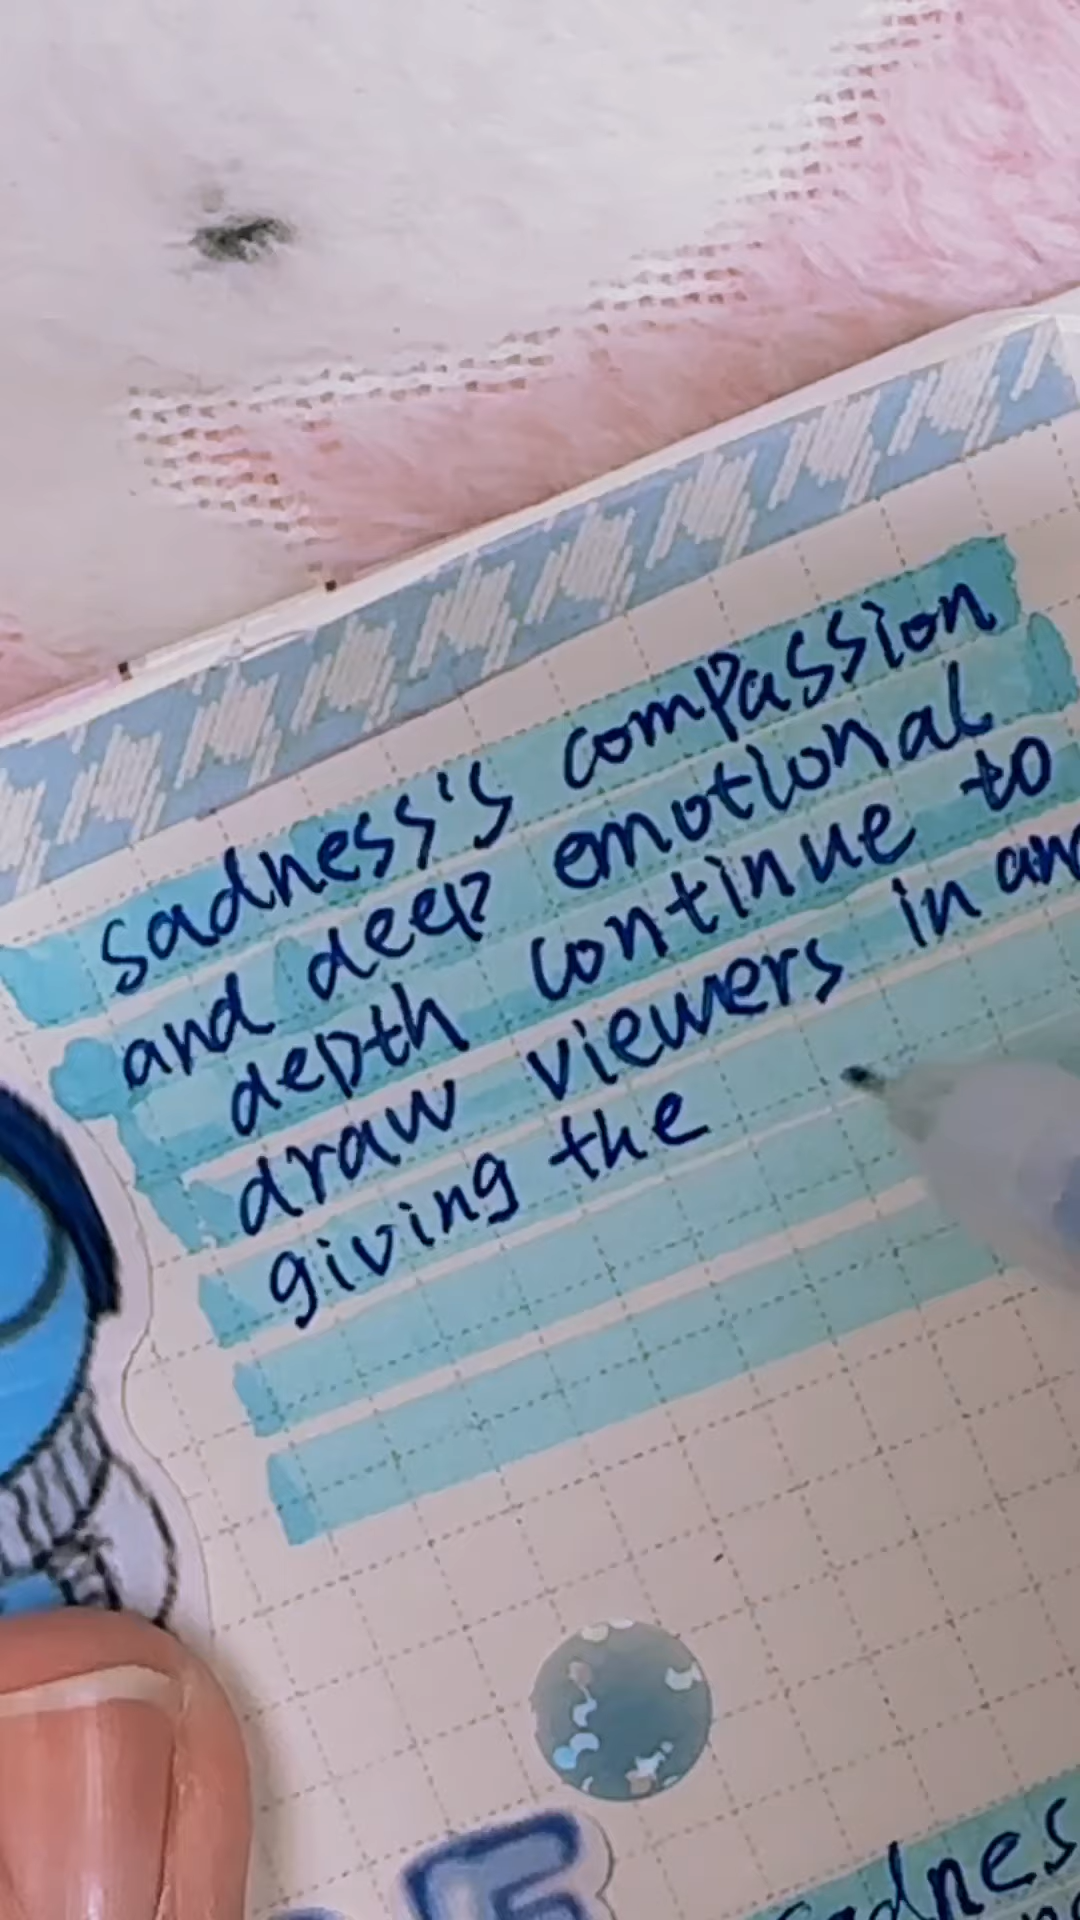 sadness's compassion
and deep emotional
depth continue to
draw viewers in
giving the